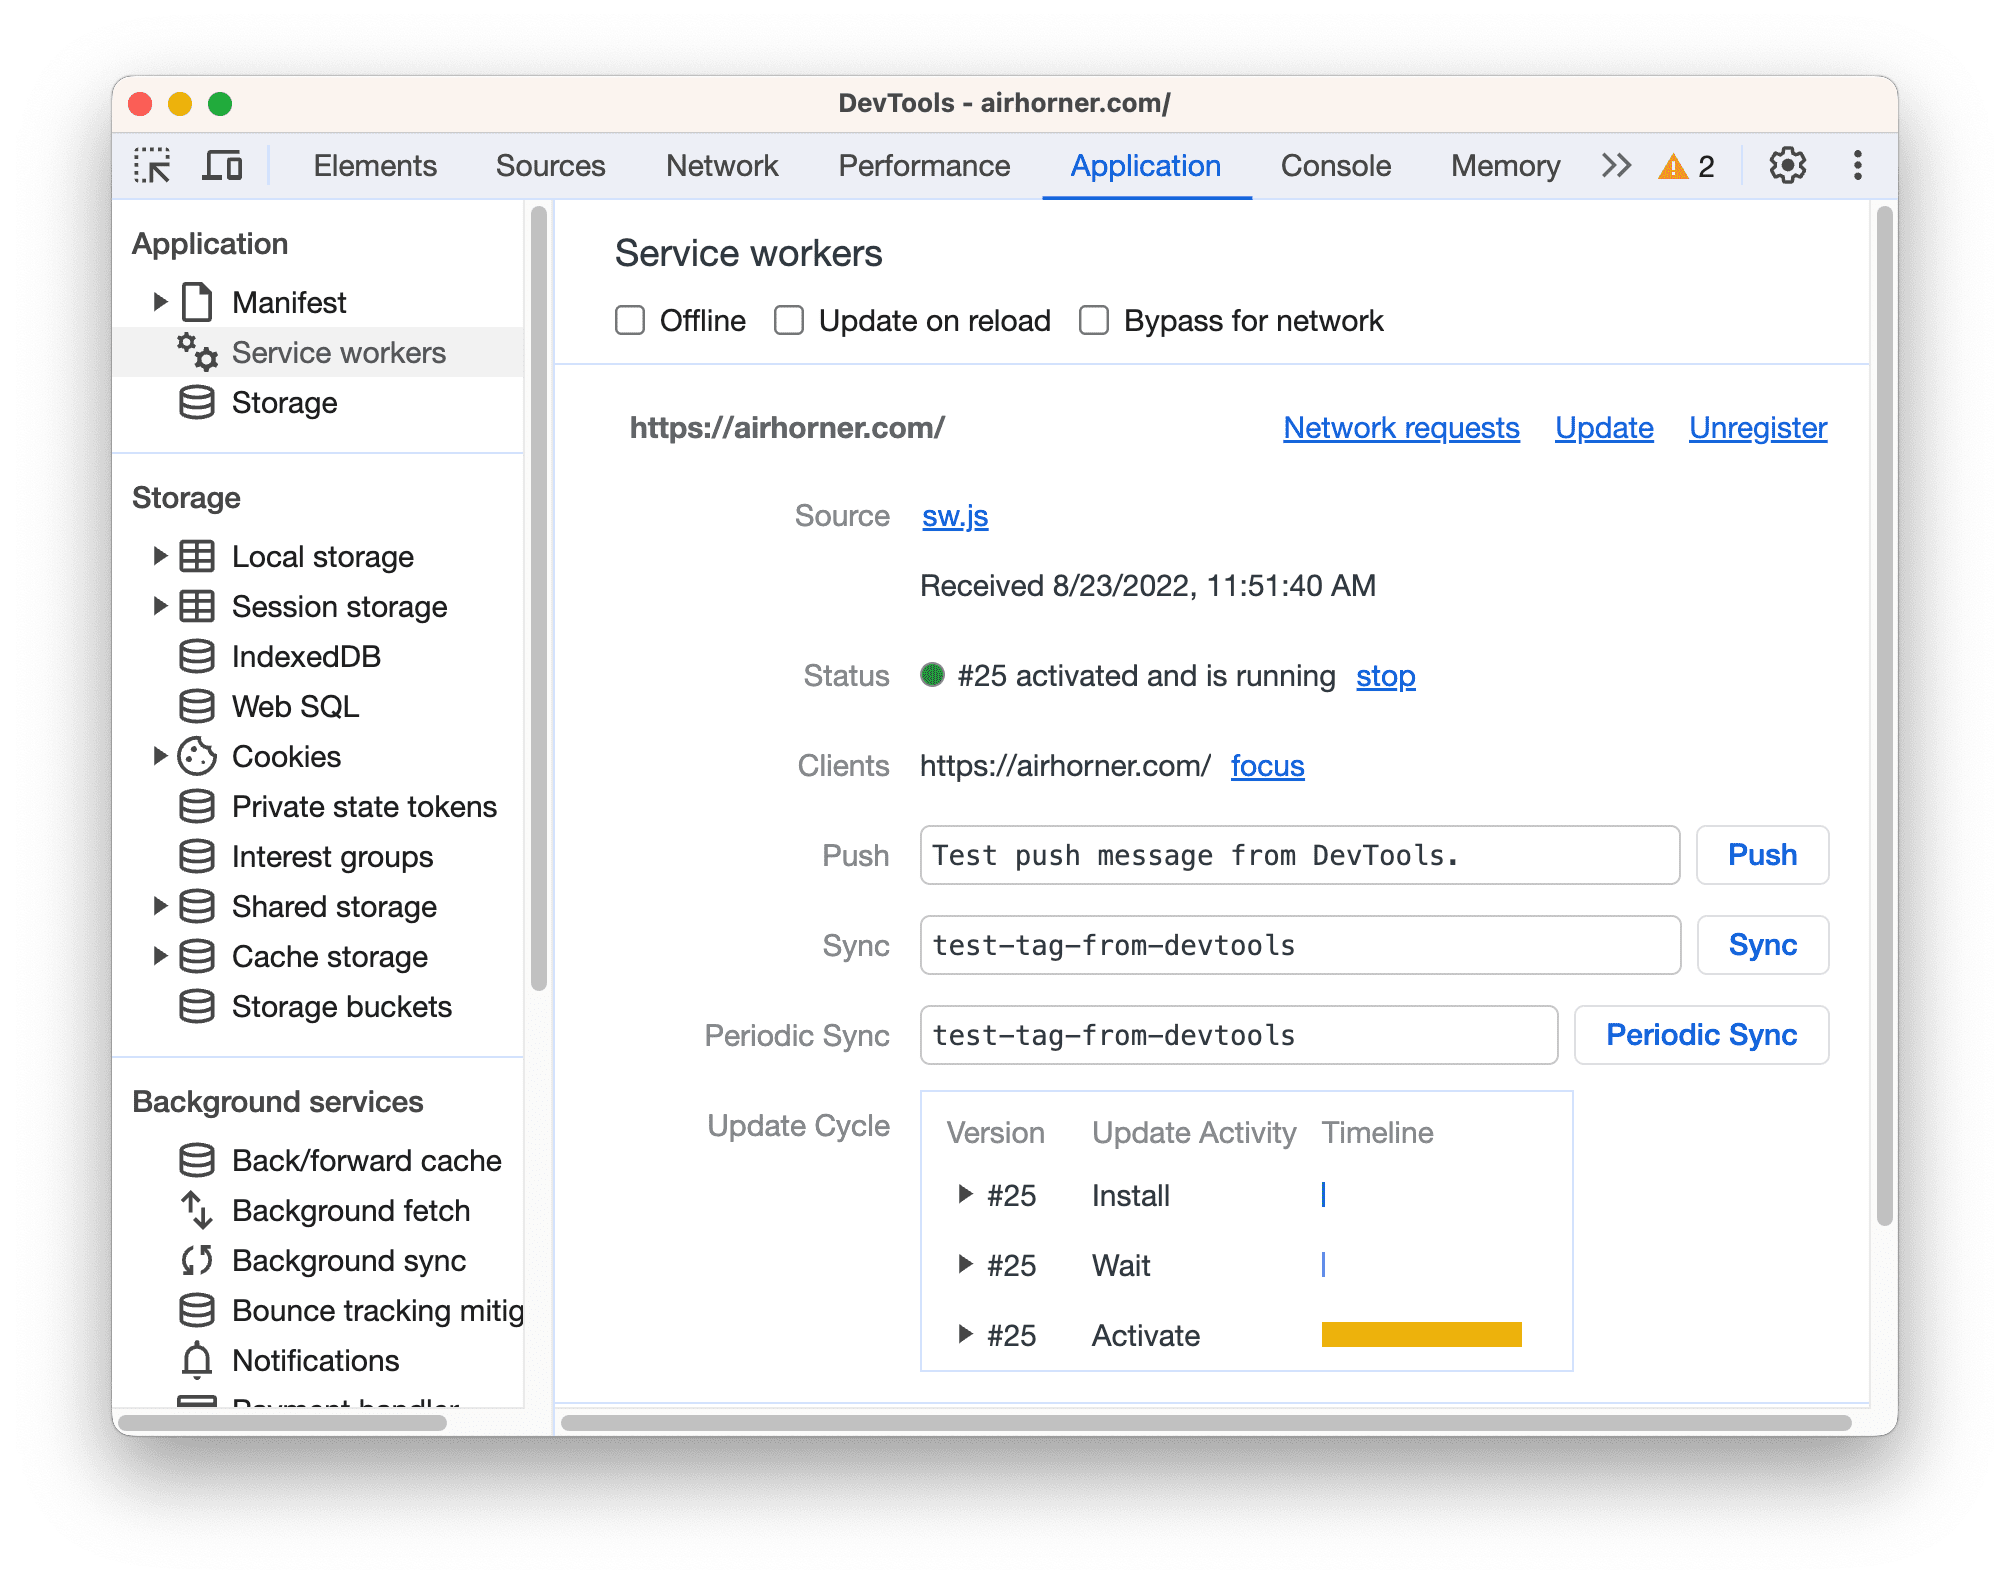 DevTools - airhorner.com/
Elements Sources Network Performance Application Console Memory 2
Application
Manifest
Service workers
Storage
Storage
Local storage
Session storage
IndexedDB
Web SQL
Cookies
Private state tokens
Interest groups
Shared storage
Cache storage
Storage buckets
Background services
Back/forward cache
Background fetch
Background sync
Bounce tracking mitig
Notifications
Payment handler
Service workers
Offline Update on reload Bypass for network
https://airhorner.com/ Network requests Update Unregister
Source sw.js
Received 8/23/2022, 11:51:40 AM
Status #25 activated and is running stop
Clients https://airhorner.com/ focus
Push Test push message from DevTools. Push
Sync test-tag-from-devtools Sync
Periodic Sync test-tag-from-devtools Periodic Sync
Update Cycle Version Update Activity Timeline
#25 Install
#25 Wait
#25 Activate